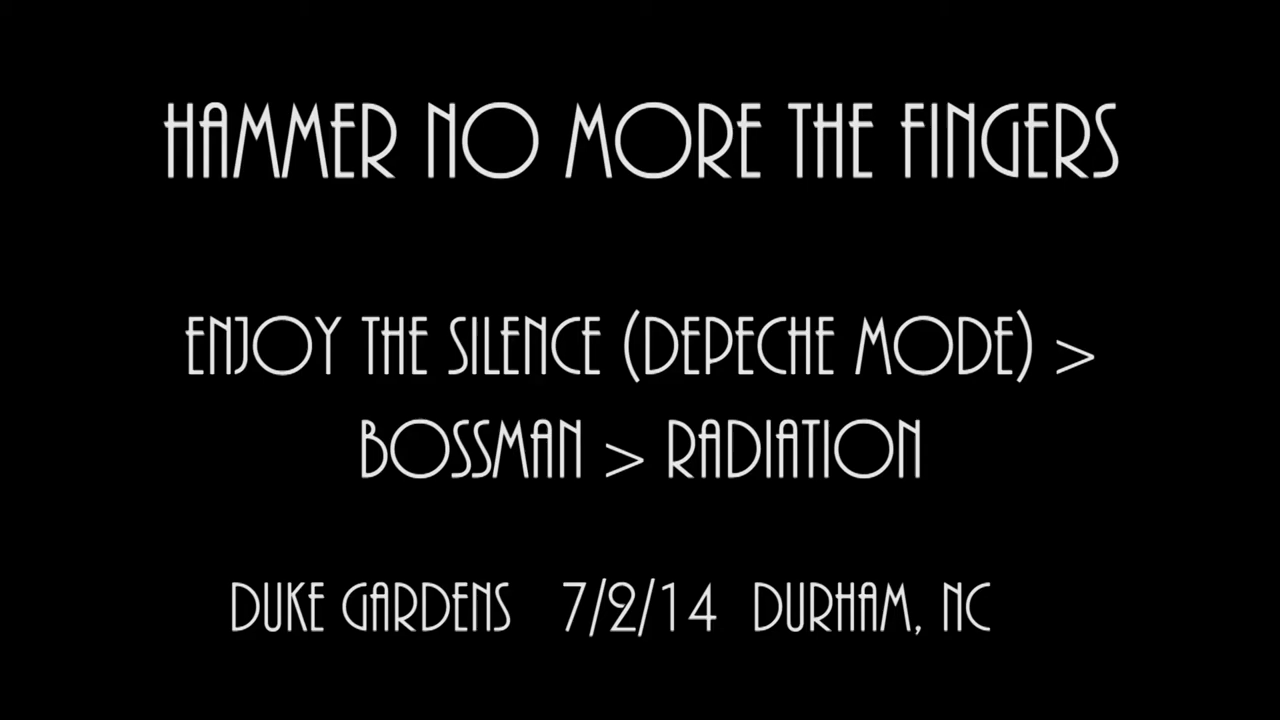 HAMMER NO MORE THE FINGERS
ENJOY THE SILENCE (DEPECHE MODE) >
BOSSMAN > RADIATION
DUKE GARDENS 7/2/14 DURHAM, NC